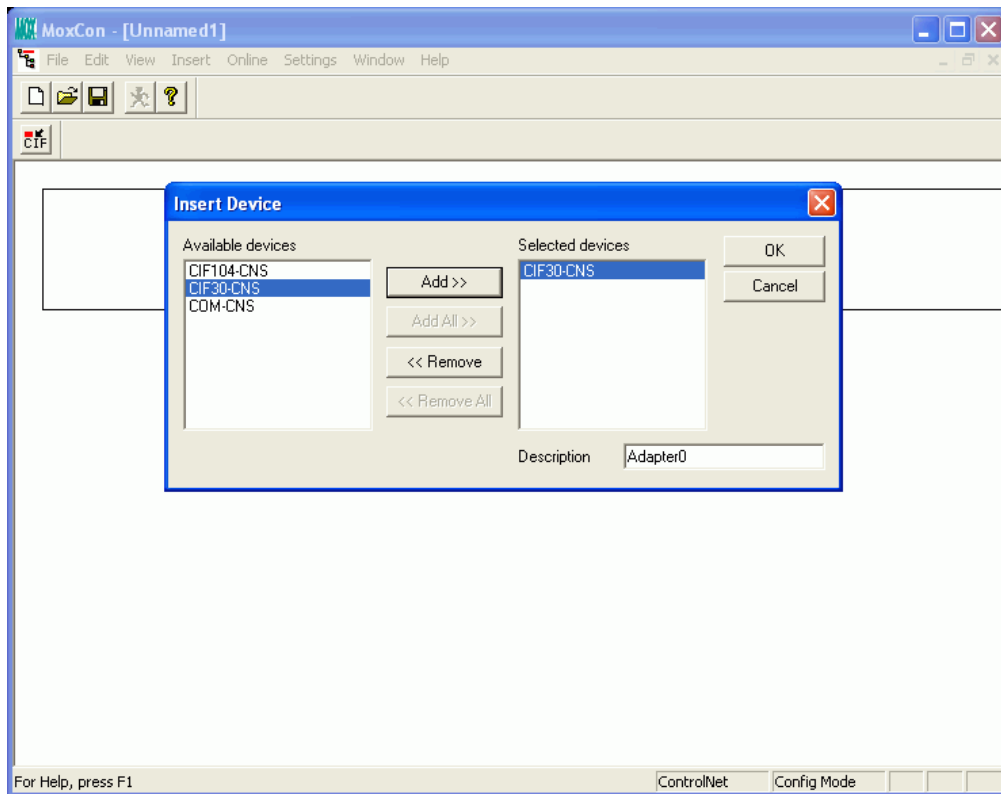 MoxCon - [Unnamed1]
File Edit View Insert Online Settings Window Help
CIF
Insert Device
Available devices
Selected devices
OK
CIF104-CNS
CIF30-CNS
COM-CNS
CIF30-CNS
Add >>
Cancel
Add All >>
<< Remove
<< Remove All
Description
Adapter0
For Help, press F1
ControlNet
Config Mode